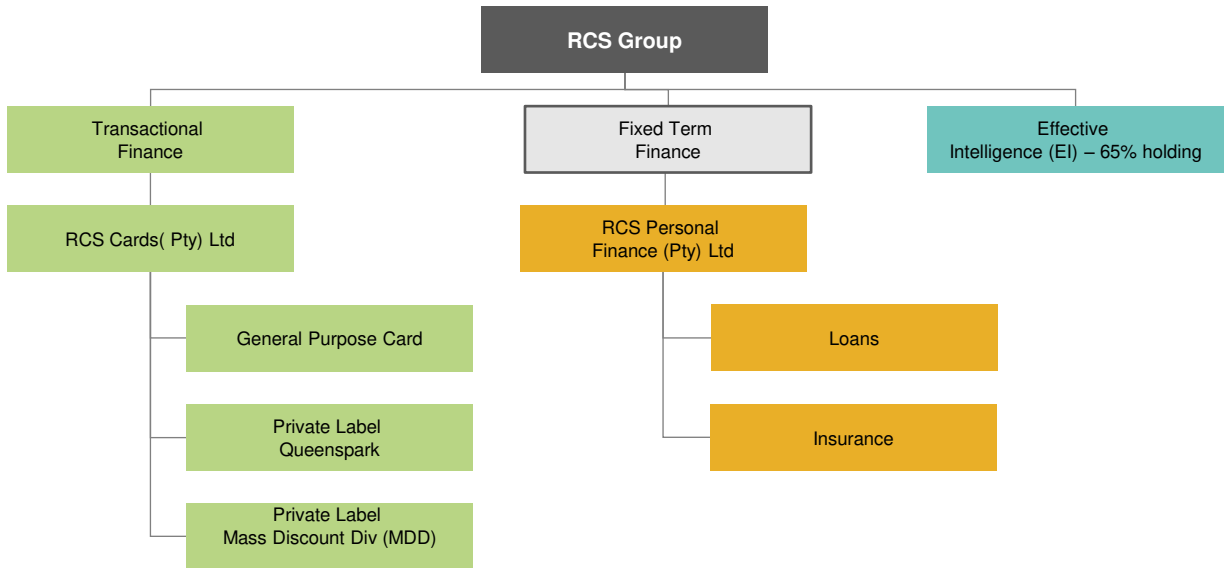 RCS Group
Transactional
Finance
Fixed Term
Finance
Effective
Intelligence (EI) – 65% holding
RCS Cards( Pty) Ltd
RCS Personal
Finance (Pty) Ltd
General Purpose Card
Loans
Private Label
Queenspark
Insurance
Private Label
Mass Discount Div (MDD)